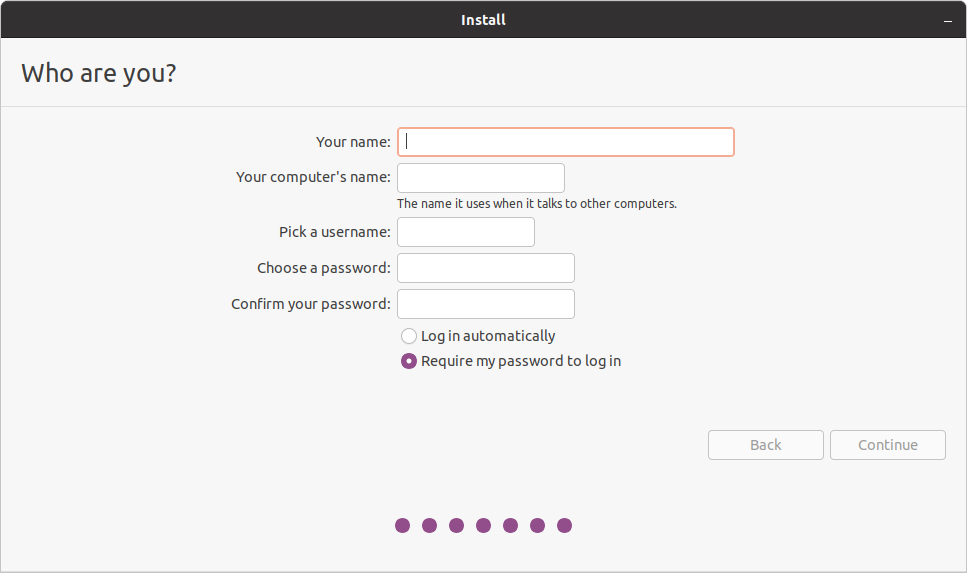 Install
Who are you?
Your name:
Your computer's name:
The name it uses when it talks to other computers.
Pick a username:
Choose a password:
Confirm your password:
Log in automatically
Require my password to log in
Back Continue